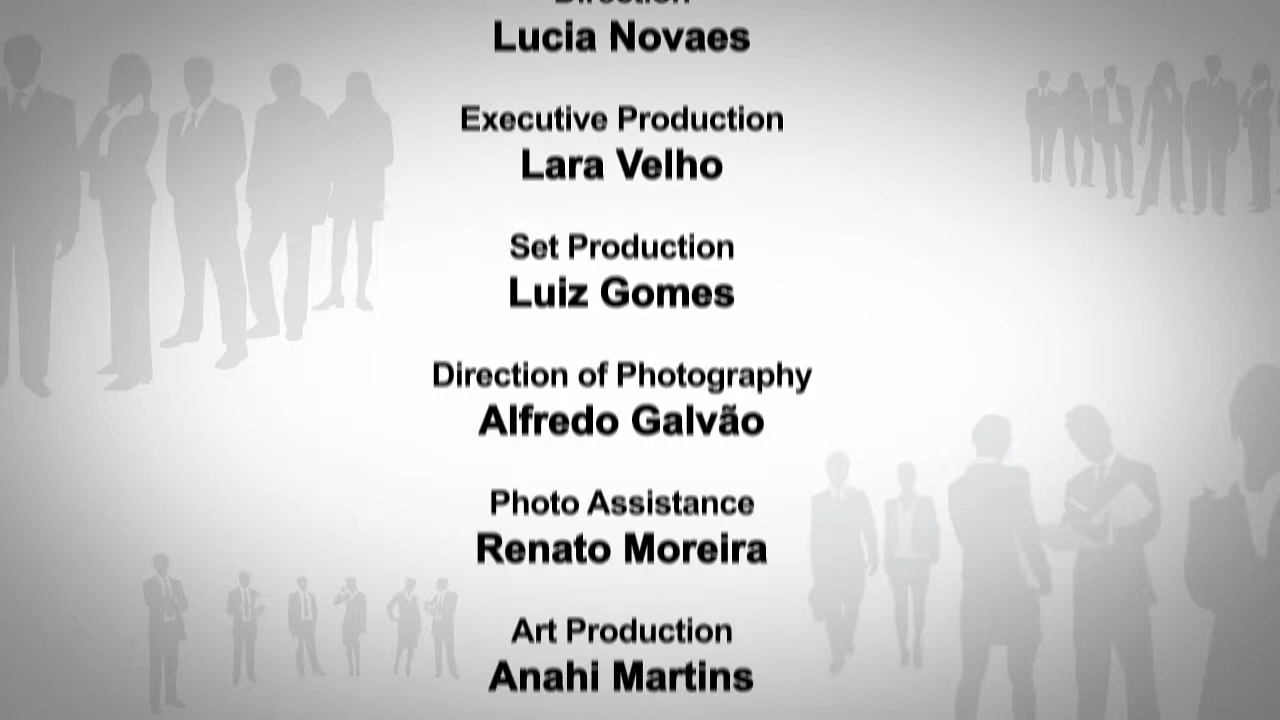 Direction
Lucia Novaes
Executive Production
Lara Velho
Set Production
Luiz Gomes
Direction of Photography
Alfredo Galvão
Photo Assistance
Renato Moreira
Art Production
Anahi Martins